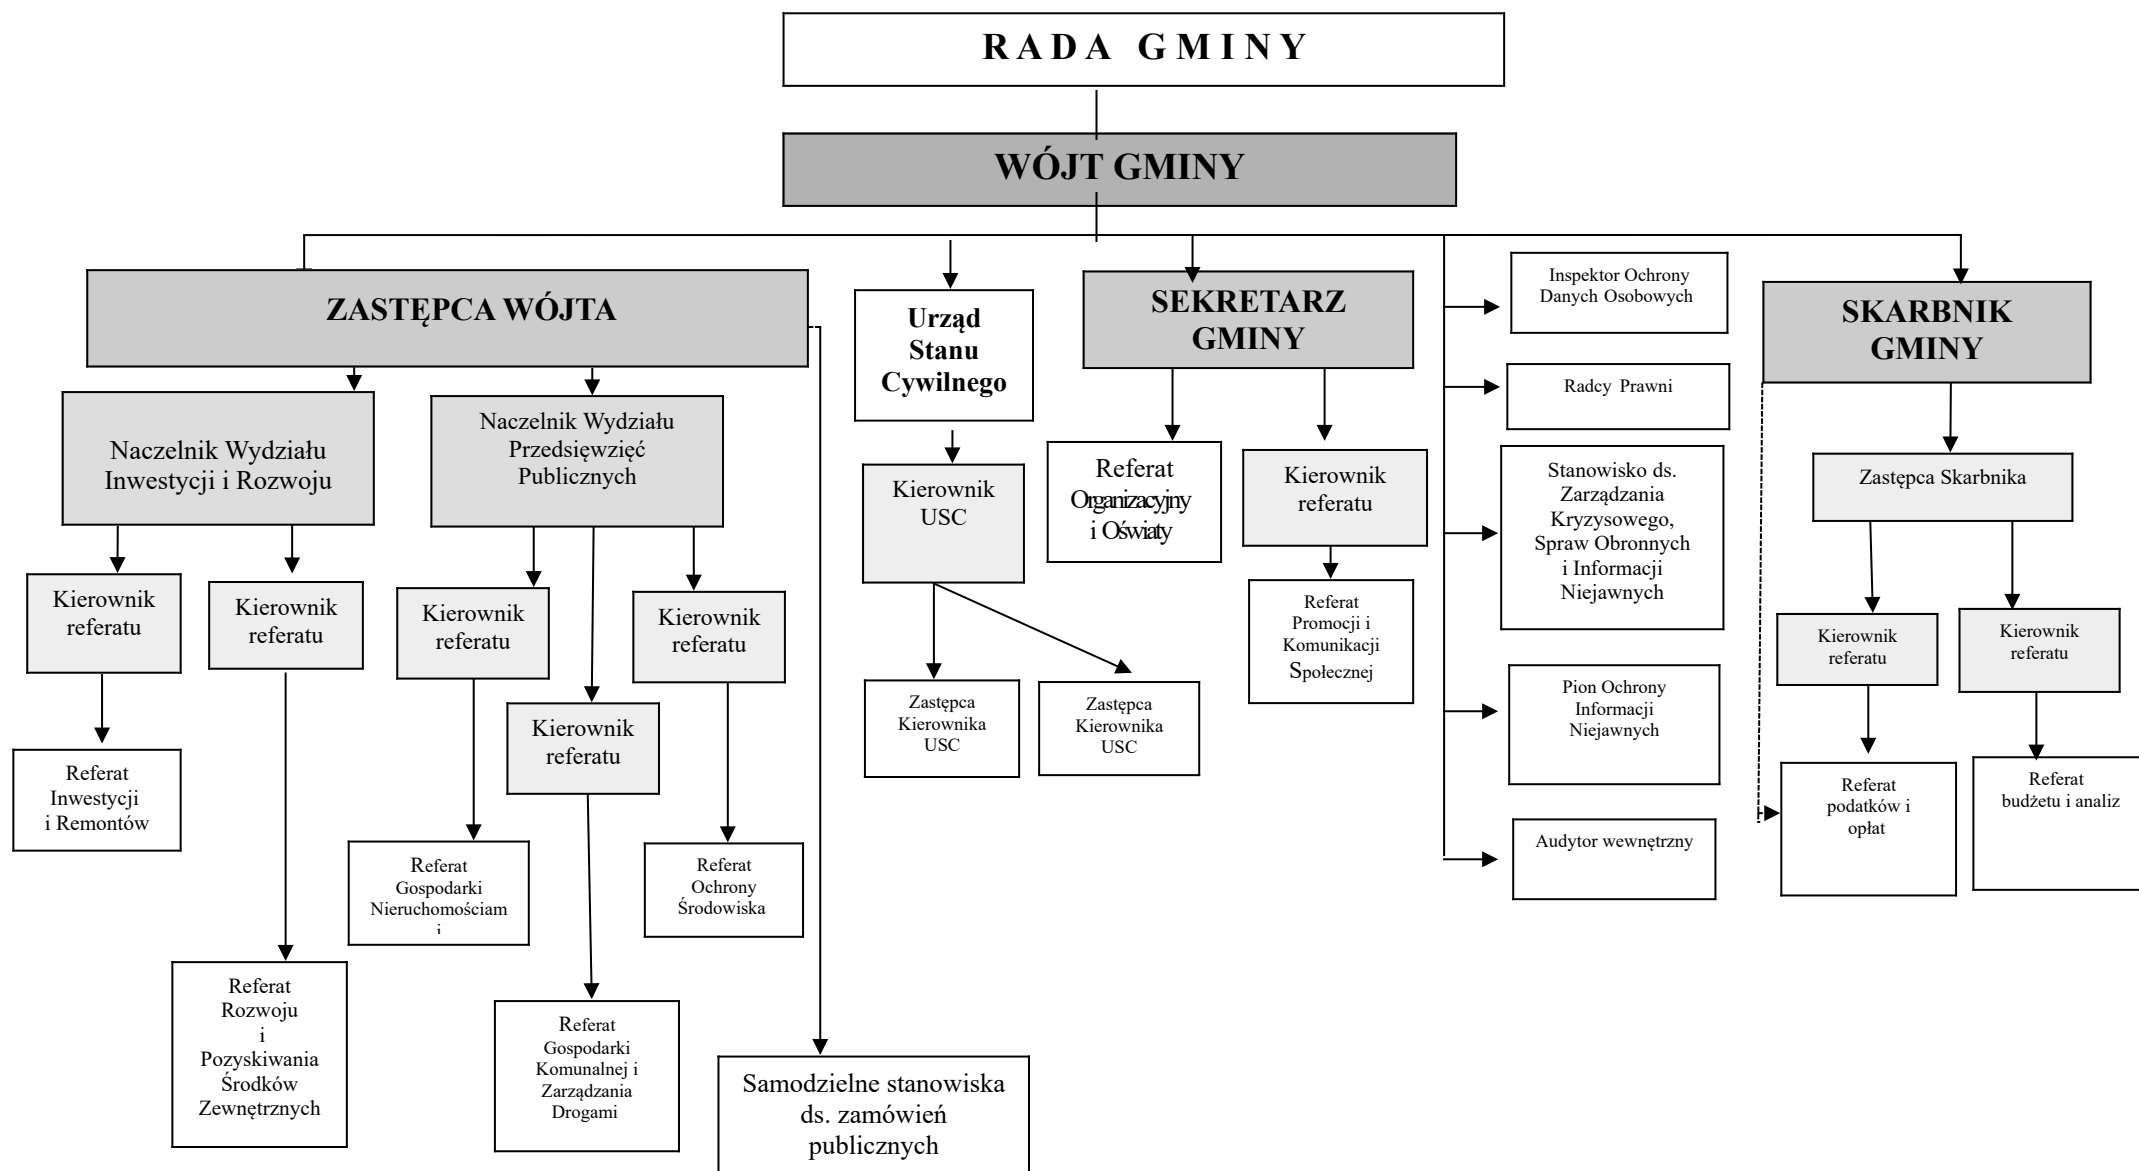 RADA GMINY
WÓJT GMINY
ZASTĘPCA WÓJTA
Urząd
Stanu
Cywilnego
SEKRETARZ
GMINY
Inspektor Ochrony
Danych Osobowych
SKARBNIK
GMINY
Radcy Prawni
Naczelnik Wydziału
Inwestycji i Rozwoju
Naczelnik Wydziału
Przedsięwzięć
Publicznych
Kierownik
USC
Referat
Organizacyjny
i Oświaty
Kierownik
referatu
Stanowisko ds.
Zarządzania
Kryzysowego,
Spraw Obronnych
i Informacji
Niejawnych
Zastępca Skarbnika
Kierownik
referatu
Kierownik
referatu
Kierownik
referatu
Kierownik
referatu
Kierownik
referatu
Referat
Promocji i
Komunikacji
Społecznej
Kierownik
referatu
Kierownik
referatu
Zastępca
Kierownika
USC
Zastępca
Kierownika
USC
Pion Ochrony
Informacji
Niejawnych
Referat
Inwestycji
i Remontów
Referat
podatków i
opłat
Referat
budżetu i analiz
Audytor wewnętrzny
Referat
Gospodarki
Nieruchomościam
i
Referat
Ochrony
Środowiska
Referat
Rozwoju
i
Pozyskiwania
Środków
Zewnętrznych
Referat
Gospodarki
Komunalnej i
Zarządzania
Drogami
Samodzielne stanowiska
ds. zamówień
publicznych